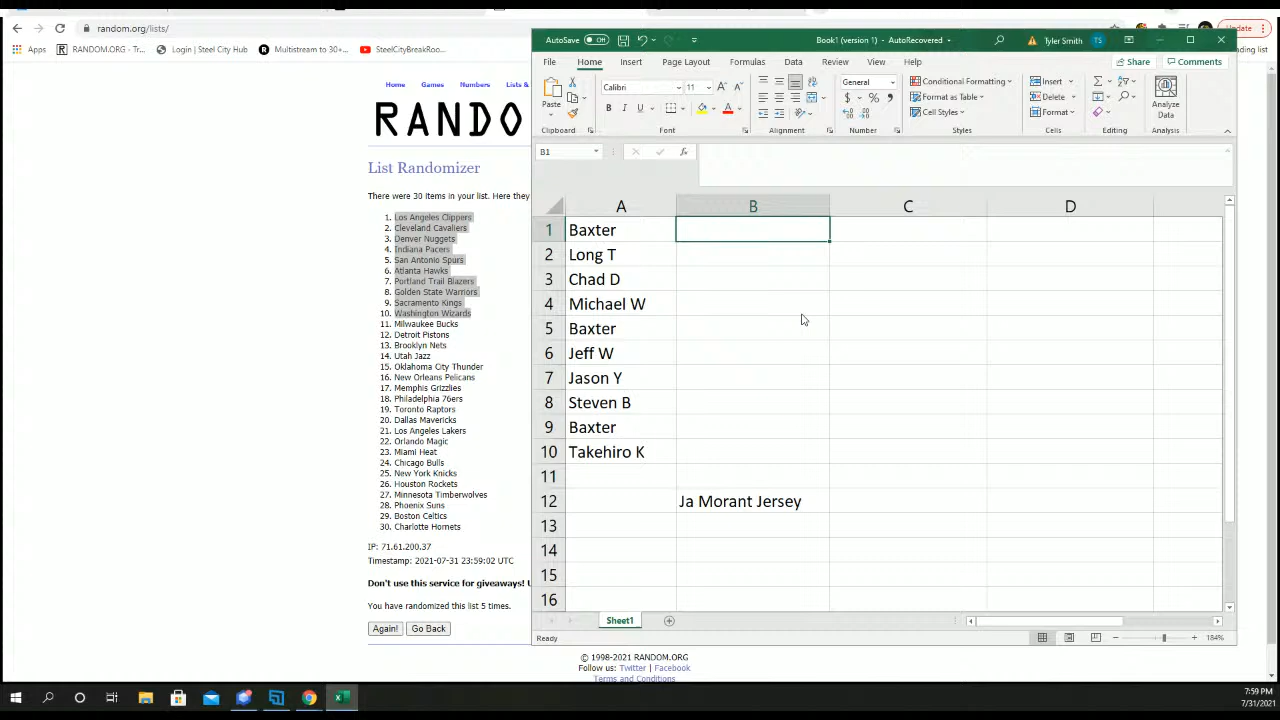 random.org/lists/
Update
Apps
RANDOM.ORG - Tr...
Login | Steel City Hub
Multistream to 30+...
SteelCityBreakRoo...
ding list
Home
Games
Numbers
Lists &
RANDO
List Randomizer
There were 30 items in your list. Here they
1. Los Angeles Clippers
2. Cleveland Cavaliers
3. Denver Nuggets
4. Indiana Pacers
5. San Antonio Spurs
6. Atlanta Hawks
7. Portland Trail Blazers
8. Golden State Warriors
9. Sacramento Kings
10. Washington Wizards
11. Milwaukee Bucks
12. Detroit Pistons
13. Brooklyn Nets
14. Utah Jazz
15. Oklahoma City Thunder
16. New Orleans Pelicans
17. Memphis Grizzlies
18. Philadelphia 76ers
19. Toronto Raptors
20. Dallas Mavericks
21. Los Angeles Lakers
22. Orlando Magic
23. Miami Heat
24. Chicago Bulls
25. New York Knicks
26. Houston Rockets
27. Minnesota Timberwolves
28. Phoenix Suns
29. Boston Celtics
30. Charlotte Hornets
IP: 71.61.200.37
Timestamp: 2021-07-31 23:59:02 UTC
Don't use this service for giveaways! U
You have randomized this list 5 times.
Again!
Go Back
© 1998-2021 RANDOM.ORG
Follow us: Twitter | Facebook
Terms and Conditions
AutoSave Off
Book1 (version 1) - AutoRecovered
Tyler Smith
TS
File
Home
Insert
Page Layout
Formulas
Data
Review
View
Help
Share
Comments
Paste
Clipboard
Calibri
11
B I U
Font
Alignment
General
$ % 9
Number
Conditional Formatting
Format as Table
Cell Styles
Styles
Insert
Delete
Format
Cells
Editing
Analyze
Data
Analysis
B1
fx
A B C D
1 Baxter
2 Long T
3 Chad D
4 Michael W
5 Baxter
6 Jeff W
7 Jason Y
8 Steven B
9 Baxter
10 Takehiro K
11
12 Ja Morant Jersey
13
14
15
16
Sheet1
Ready
184%
7:59 PM
7/31/2021